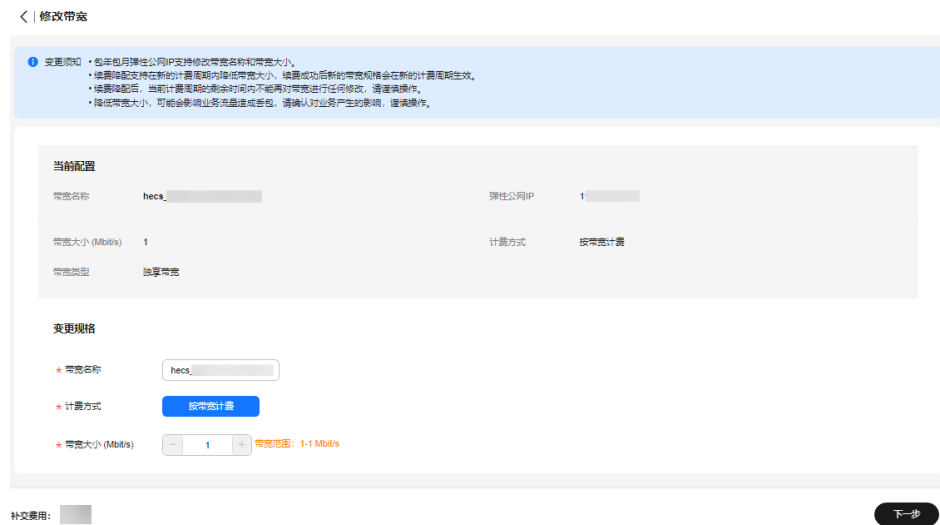 修改带宽
变更须知 • 包年包月弹性公网IP支持修改带宽名称和带宽大小。
• 续费降配支持在新的计费周期内降低带宽大小，续费成功后新的带宽规格会在新的计费周期生效。
• 续费降配后，当前计费周期的剩余时间内不能再对带宽进行任何修改，请谨慎操作。
• 降低带宽大小，可能会影响业务流量造成丢包，请确认对业务产生的影响，谨慎操作。
当前配置
带宽名称 hecs_ 弹性公网IP 1
带宽大小 (Mbit/s) 1 计费方式 按带宽计费
带宽类型 独享带宽
变更规格
* 带宽名称 hecs_
* 计费方式 按带宽计费
* 带宽大小 (Mbit/s) − 1 + 带宽范围：1-1 Mbit/s
补交费用： 下一步